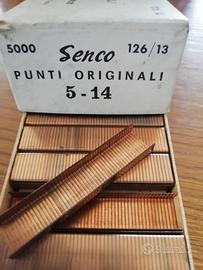 5000 Senco 126/13
PUNTI ORIGINALI
5-14